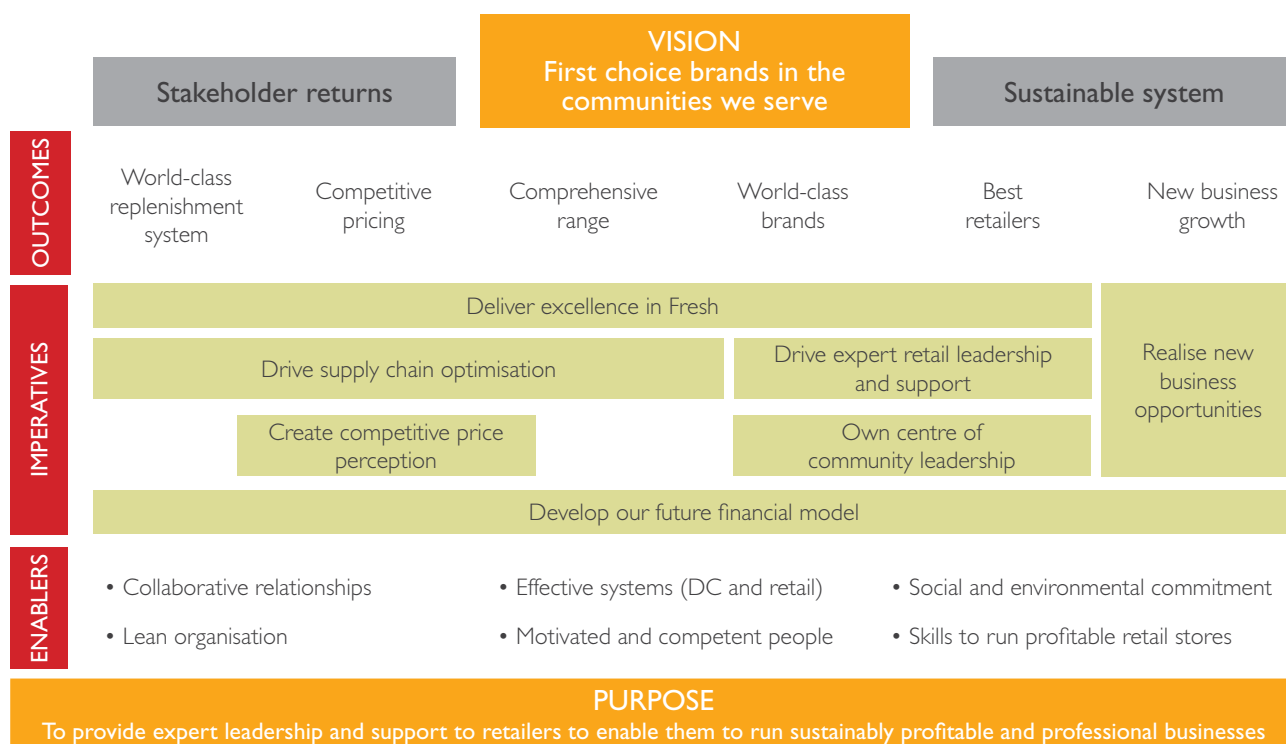 VISION
First choice brands in the
communities we serve
Stakeholder returns
Sustainable system
OUTCOMES
World-class
replenishment
system
Competitive
pricing
Comprehensive
range
World-class
brands
Best
retailers
New business
growth
IMPERATIVES
Deliver excellence in Fresh
Drive supply chain optimisation
Drive expert retail leadership
and support
Realise new
business
opportunities
Create competitive price
perception
Own centre of
community leadership
Develop our future financial model
ENABLERS
• Collaborative relationships
• Effective systems (DC and retail)
• Social and environmental commitment
• Lean organisation
• Motivated and competent people
• Skills to run profitable retail stores
PURPOSE
To provide expert leadership and support to retailers to enable them to run sustainably profitable and professional businesses